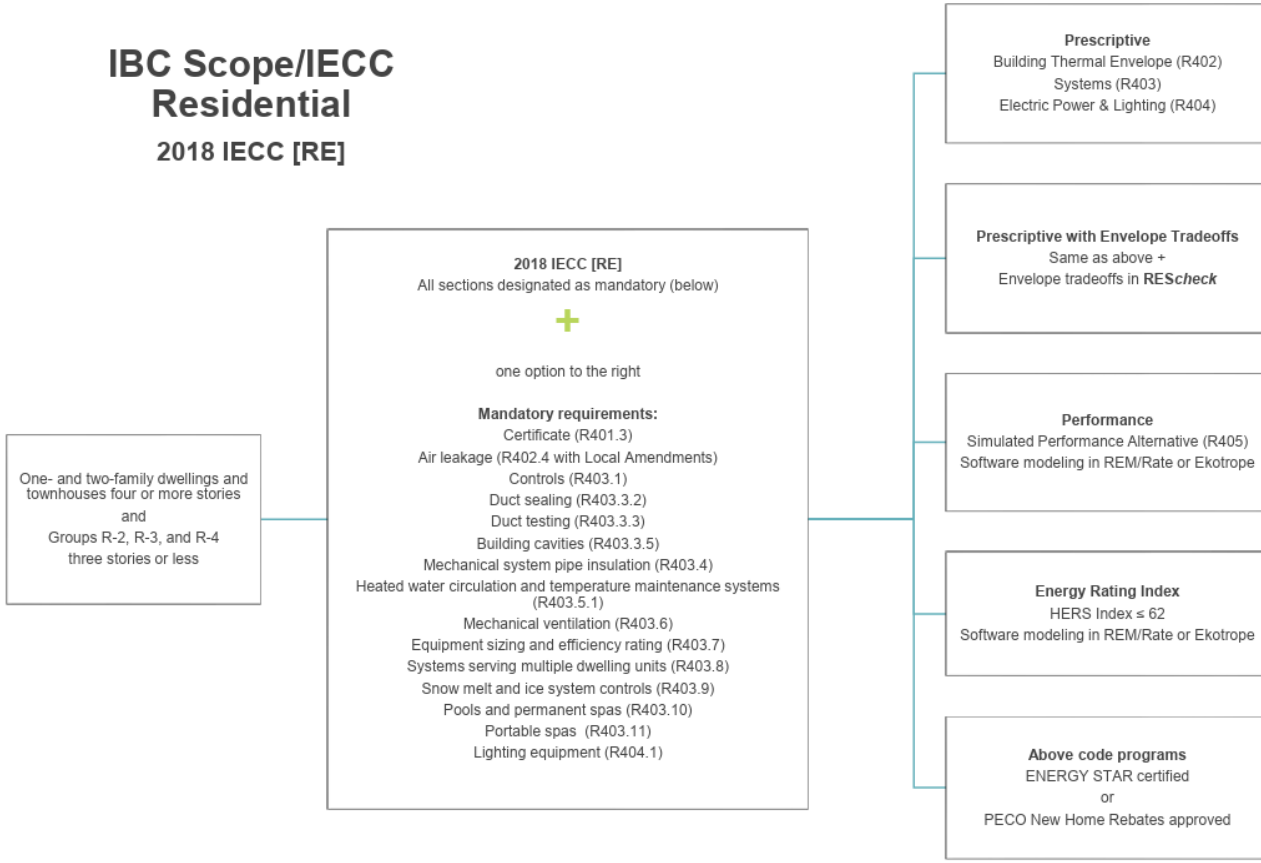 IBC Scope/IECC
Residential
2018 IECC [RE]
One- and two-family dwellings and
townhouses four or more stories
and
Groups R-2, R-3, and R-4
three stories or less
2018 IECC [RE]
All sections designated as mandatory (below)
+
one option to the right
Mandatory requirements:
Certificate (R401.3)
Air leakage (R402.4 with Local Amendments)
Controls (R403.1)
Duct sealing (R403.3.2)
Duct testing (R403.3.3)
Building cavities (R403.3.5)
Mechanical system pipe insulation (R403.4)
Heated water circulation and temperature maintenance systems
(R403.5.1)
Mechanical ventilation (R403.6)
Equipment sizing and efficiency rating (R403.7)
Systems serving multiple dwelling units (R403.8)
Snow melt and ice system controls (R403.9)
Pools and permanent spas (R403.10)
Portable spas (R403.11)
Lighting equipment (R404.1)
Prescriptive
Building Thermal Envelope (R402)
Systems (R403)
Electric Power & Lighting (R404)
Prescriptive with Envelope Tradeoffs
Same as above +
Envelope tradeoffs in REScheck
Performance
Simulated Performance Alternative (R405)
Software modeling in REM/Rate or Ekotrope
Energy Rating Index
HERS Index ≤ 62
Software modeling in REM/Rate or Ekotrope
Above code programs
ENERGY STAR certified
or
PECO New Home Rebates approved